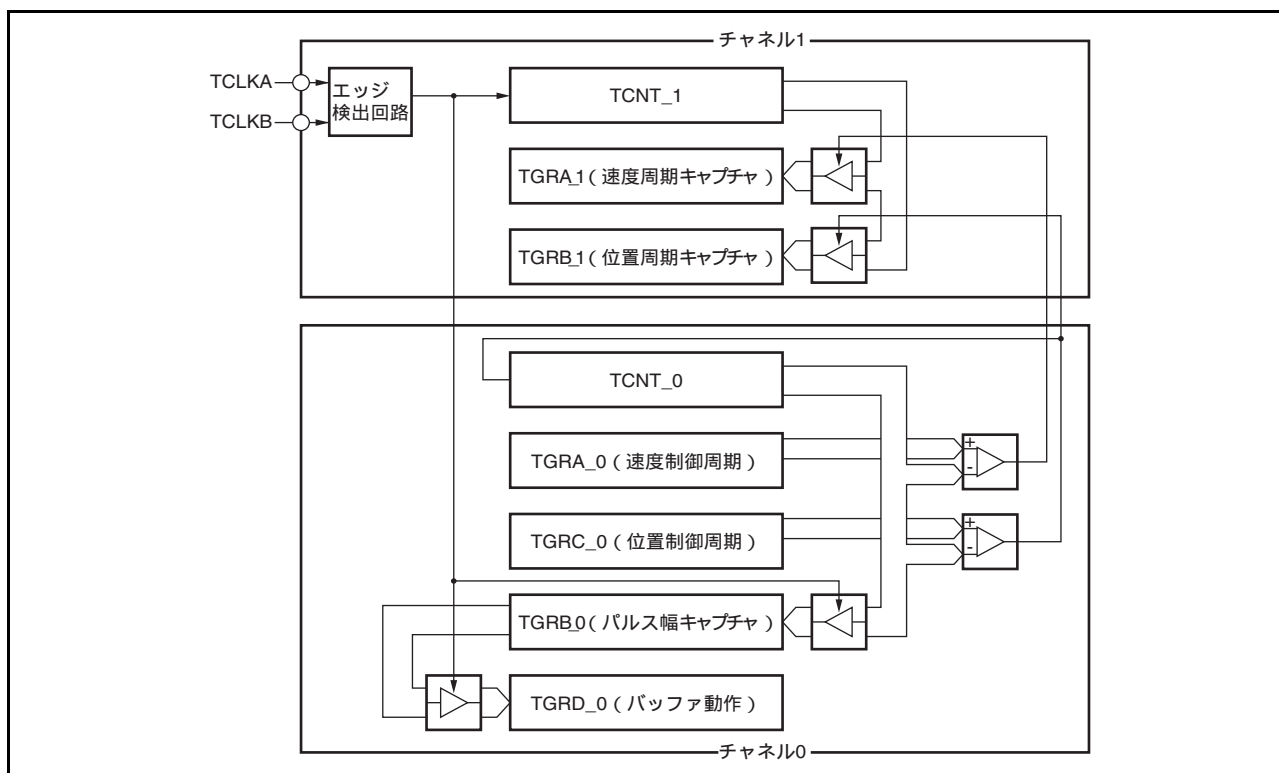 チャネル1
TCLKA
TCLKB
エッジ
検出回路
TCNT_1
TGRA_1（速度周期キャプチャ）
TGRB_1（位置周期キャプチャ）
TCNT_0
TGRA_0（速度制御周期）
+
-
TGRC_0（位置制御周期）
+
-
TGRB_0（パルス幅キャプチャ）
TGRD_0（バッファ動作）
チャネル0